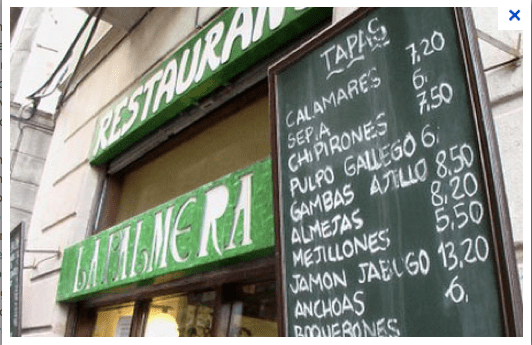 RESTAURAN
LA PALMERA
TAPAS
CALAMARES 7,20
SEPIA 6,
CHIPIRONES 7,50
PULPO GALLEGO 6,
GAMBAS AJILLO 8,50
ALMEJAS 8,20
MEJILLONES 5,50
JAMON JABUGO 13,20
ANCHOAS 6,
BOQUERONES